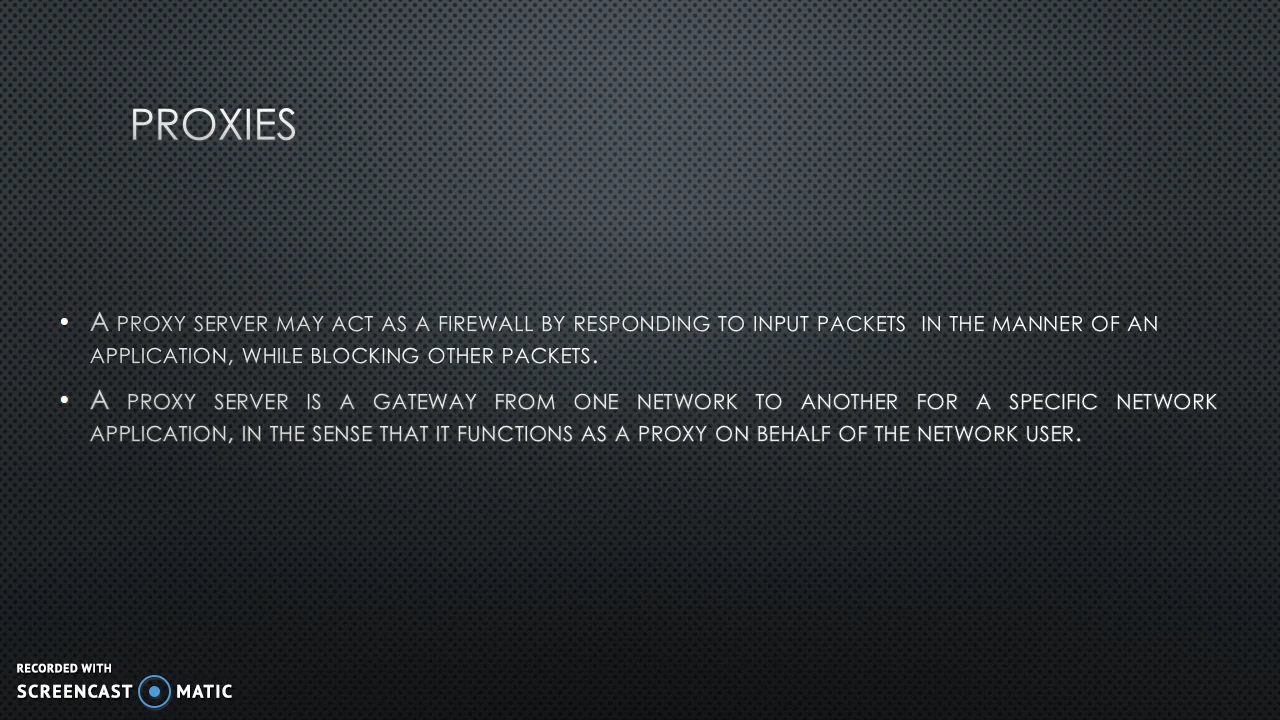 PROXIES
• A PROXY SERVER MAY ACT AS A FIREWALL BY RESPONDING TO INPUT PACKETS IN THE MANNER OF AN
APPLICATION, WHILE BLOCKING OTHER PACKETS.
• A PROXY SERVER IS A GATEWAY FROM ONE NETWORK TO ANOTHER FOR A SPECIFIC NETWORK
APPLICATION, IN THE SENSE THAT IT FUNCTIONS AS A PROXY ON BEHALF OF THE NETWORK USER.
RECORDED WITH
SCREENCAST MATIC